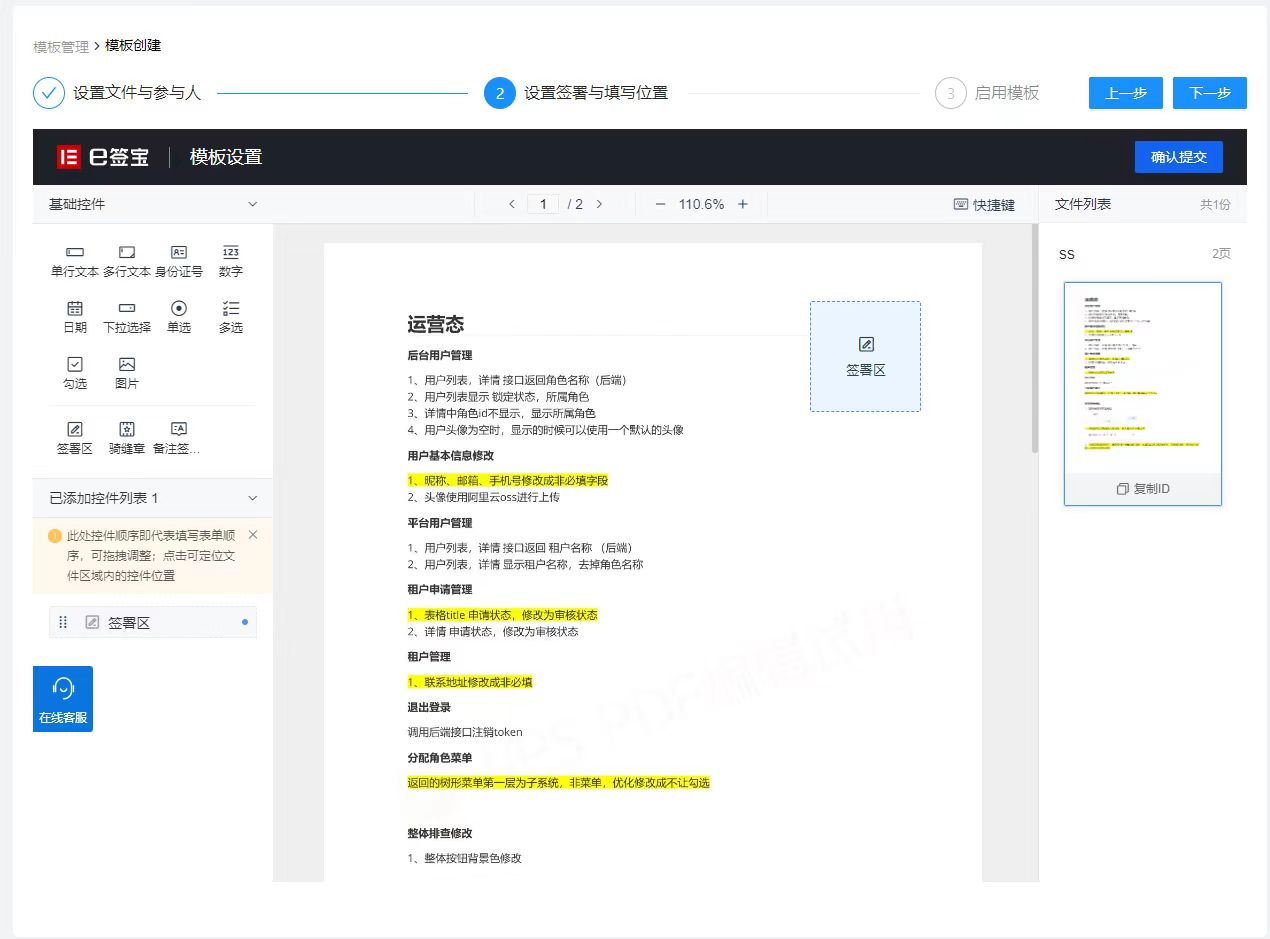 模板管理 > 模板创建
设置文件与参与人
2 设置签署与填写位置
3 启用模板
上一步 下一步
e签宝 | 模板设置
确认提交
基础控件
1 / 2
110.6%
快捷键
文件列表 共1份
单行文本 多行文本 身份证号 数字
日期 下拉选择 单选 多选
勾选 图片
签署区 骑缝章 备注签…
已添加控件列表 1
此处控件顺序即代表填写表单顺
序，可拖拽调整；点击可定位文
件区域内的控件位置
签署区
在线客服
运营态
后台用户管理
1、用户列表，详情 接口返回角色名称（后端）
2、用户列表显示 锁定状态，所属角色
3、详情中角色id不显示，显示所属角色
4、用户头像为空时，显示的时候可以使用一个默认的头像
用户基本信息修改
1、昵称、邮箱、手机号修改成非必填字段
2、头像使用阿里云oss进行上传
平台用户管理
1、用户列表，详情 接口返回 租户名称 （后端）
2、用户列表，详情 显示租户名称，去掉角色名称
租户申请管理
1、表格title 申请状态，修改为审核状态
2、详情 申请状态，修改为审核状态
租户管理
1、联系地址修改成非必填
退出登录
调用后端接口注销token
分配角色菜单
返回的树形菜单第一层为子系统，非菜单，优化修改成不让勾选
整体排查修改
1、整体按钮背景色修改
签署区
SS 2页
复制ID